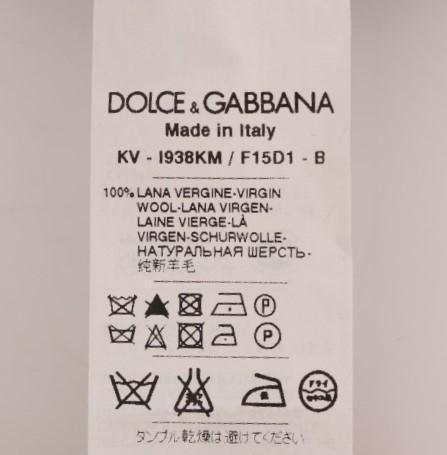 DOLCE & GABBANA
Made in Italy
KV - I938KM / F15D1 - B
100% LANA VERGINE-VIRGIN
WOOL-LANA VIRGEN-
LAINE VIERGE-LÀ
VIRGEN-SCHURWOLLE-
НАТУРАЛЬНАЯ ШЕРСТЬ-
纯新羊毛
P
P
ドライ
セキユ系
タンブル乾燥は避けてください